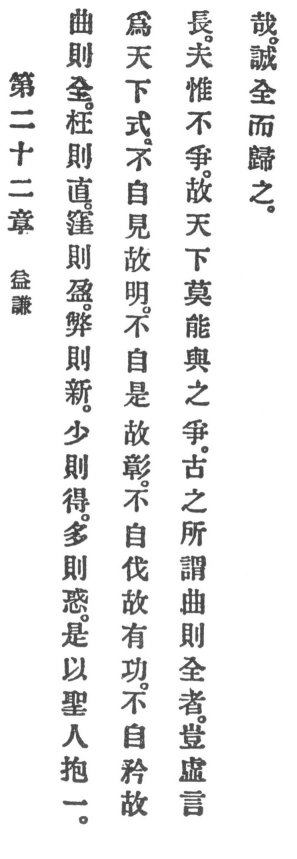 第二十二章 益謙
曲則全。枉則直。窪則盈。弊則新。少則得。多則惑。是以聖人抱一。
爲天下式。不自見故明。不自是故彰。不自伐故有功。不自矜故
長。夫惟不爭。故天下莫能與之爭。古之所謂曲則全者。豈虛言
哉。誠全而歸之。